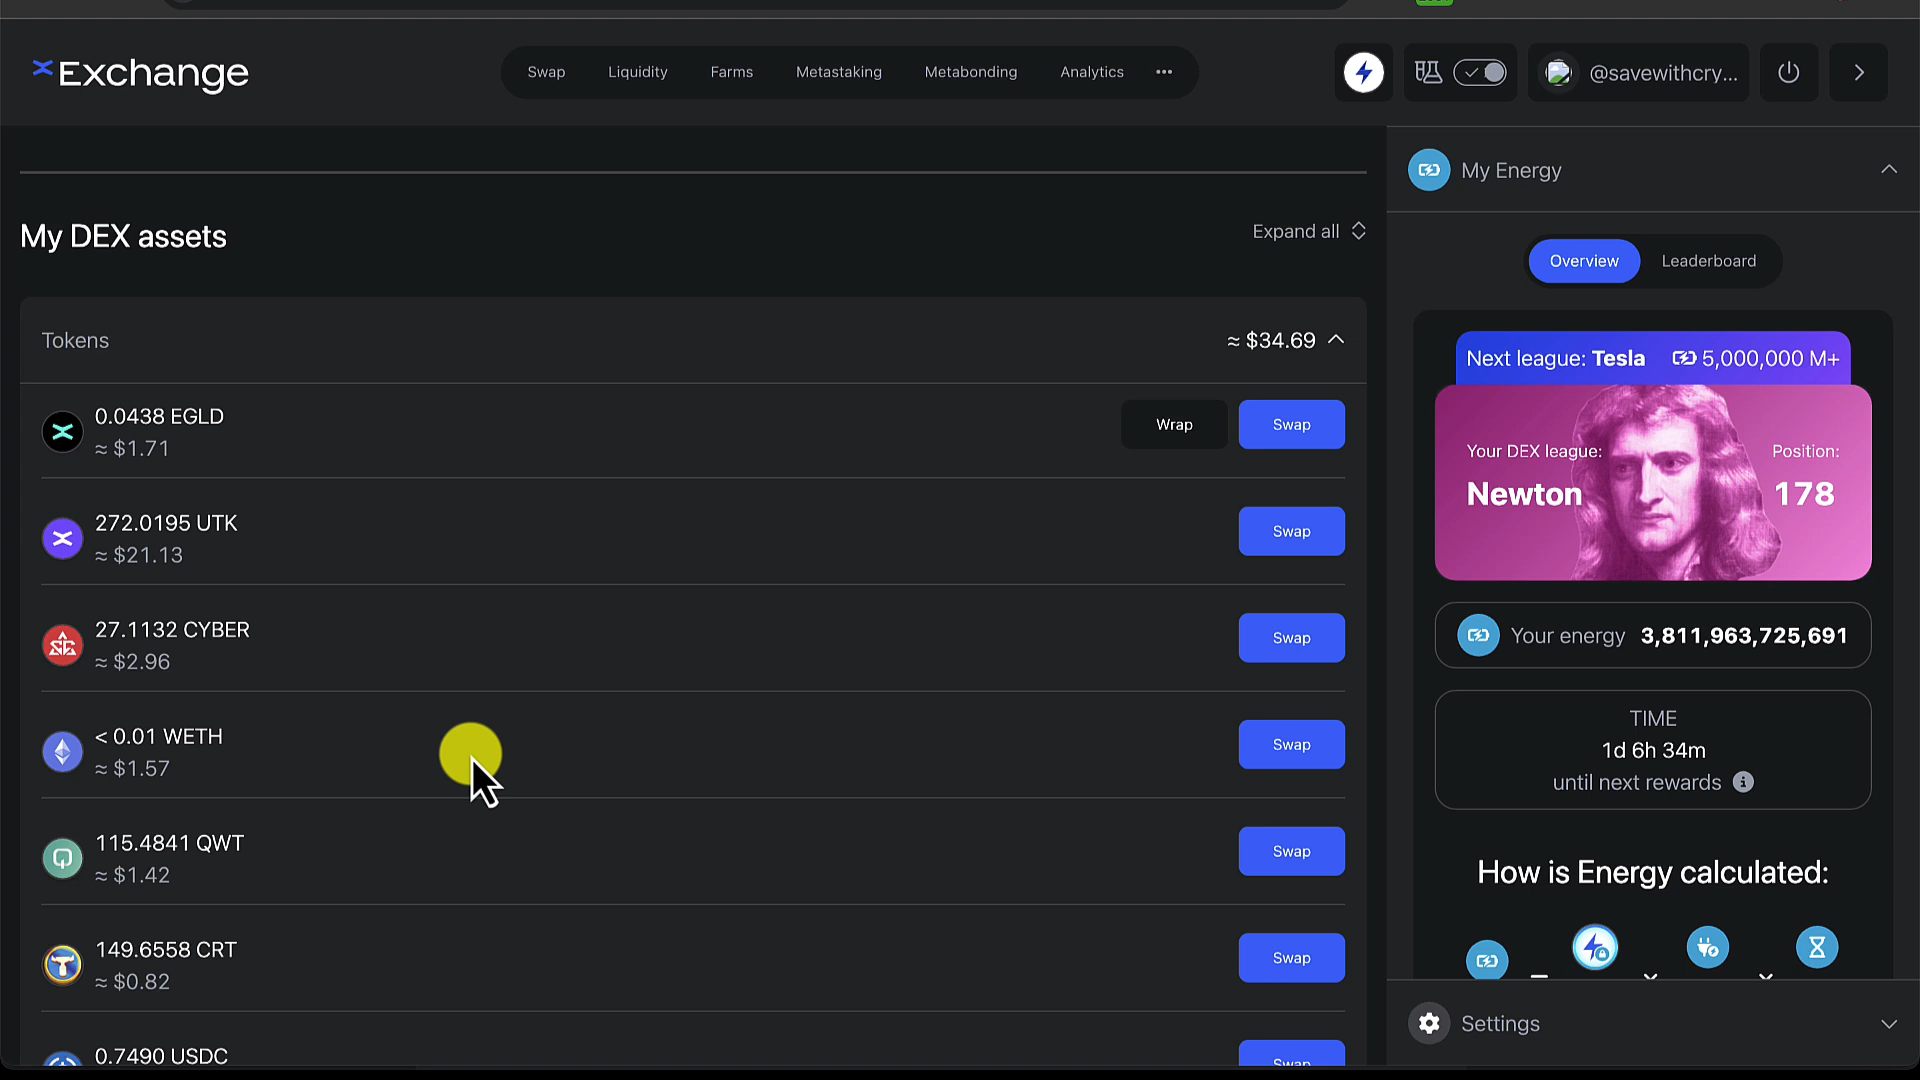 Exchange
Swap Liquidity Farms Metastaking Metabonding Analytics •••
@savewithcry...
My DEX assets
Expand all
Tokens
≈ $34.69
0.0438 EGLD
≈ $1.71
Wrap
Swap
272.0195 UTK
≈ $21.13
Swap
27.1132 CYBER
≈ $2.96
Swap
< 0.01 WETH
≈ $1.57
Swap
115.4841 QWT
≈ $1.42
Swap
149.6558 CRT
≈ $0.82
Swap
0.7490 USDC
Swap
My Energy
Overview
Leaderboard
Next league: Tesla 5,000,000 M+
Your DEX league:
Newton
Position:
178
Your energy 3,811,963,725,691
TIME
1d 6h 34m
until next rewards
How is Energy calculated:
Settings